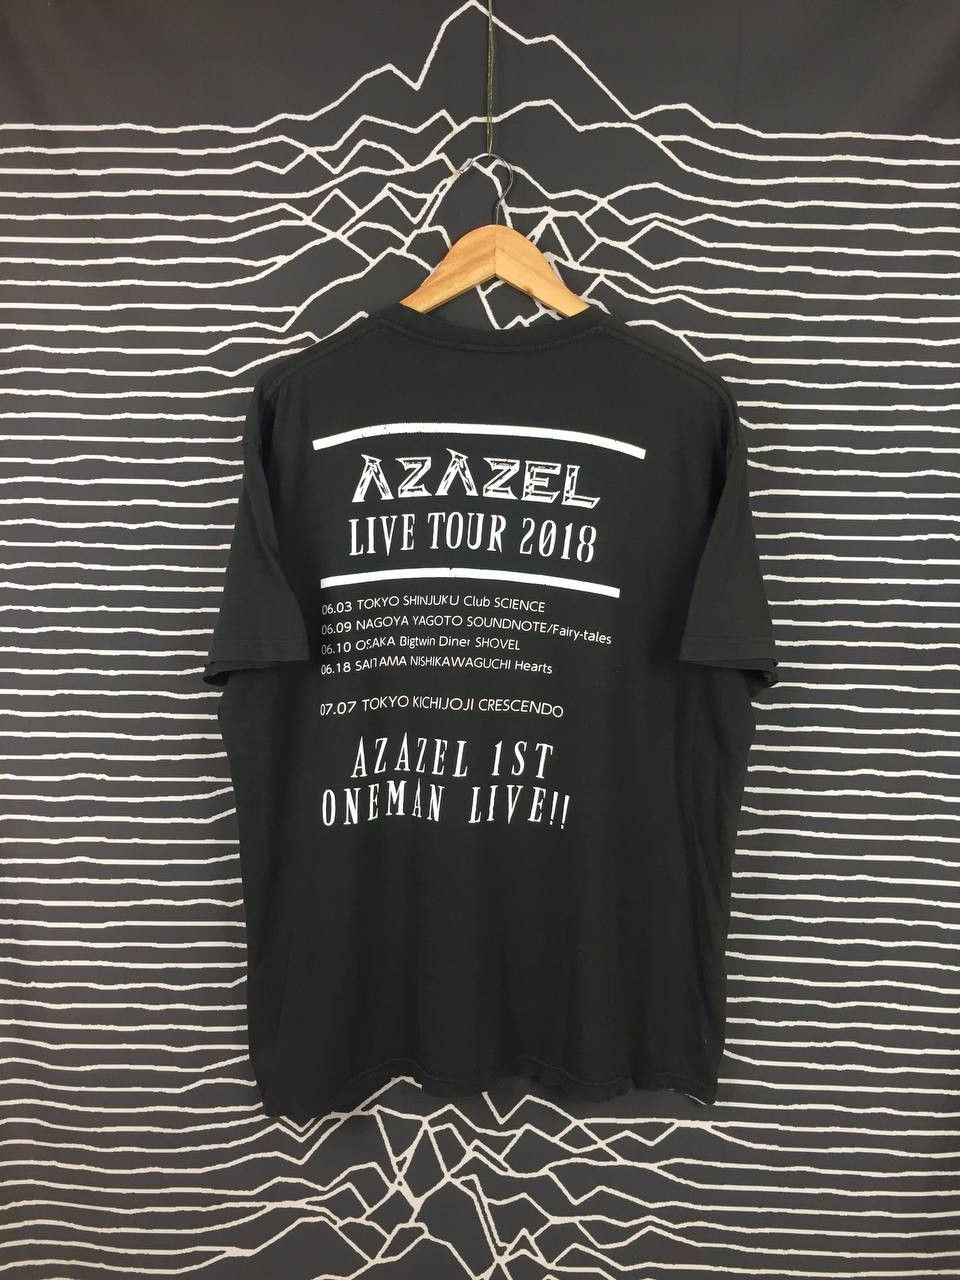 AZAZEL
LIVE TOUR 2018
06.03 TOKYO SHINJUKU Club SCIENCE
06.09 NAGOYA YAGOTO SOUNDNOTE/Fairy-tales
06.10 OSAKA Bigtwin Diner SHOVEL
06.18 SAITAMA NISHIKAWAGUCHI Hearts
07.07 TOKYO KICHIJOJI CRESCENDO
AZAZEL 1ST
ONEMAN LIVE!!